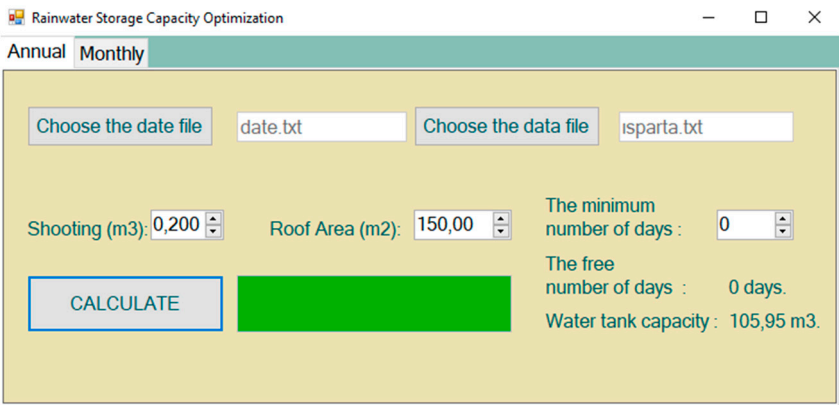 Rainwater Storage Capacity Optimization
Annual Monthly
Choose the date file date.txt Choose the data file ısparta.txt
The minimum
Shooting (m3): 0,200 Roof Area (m2): 150,00 number of days : 0
The free
number of days : 0 days.
CALCULATE
Water tank capacity : 105,95 m3.